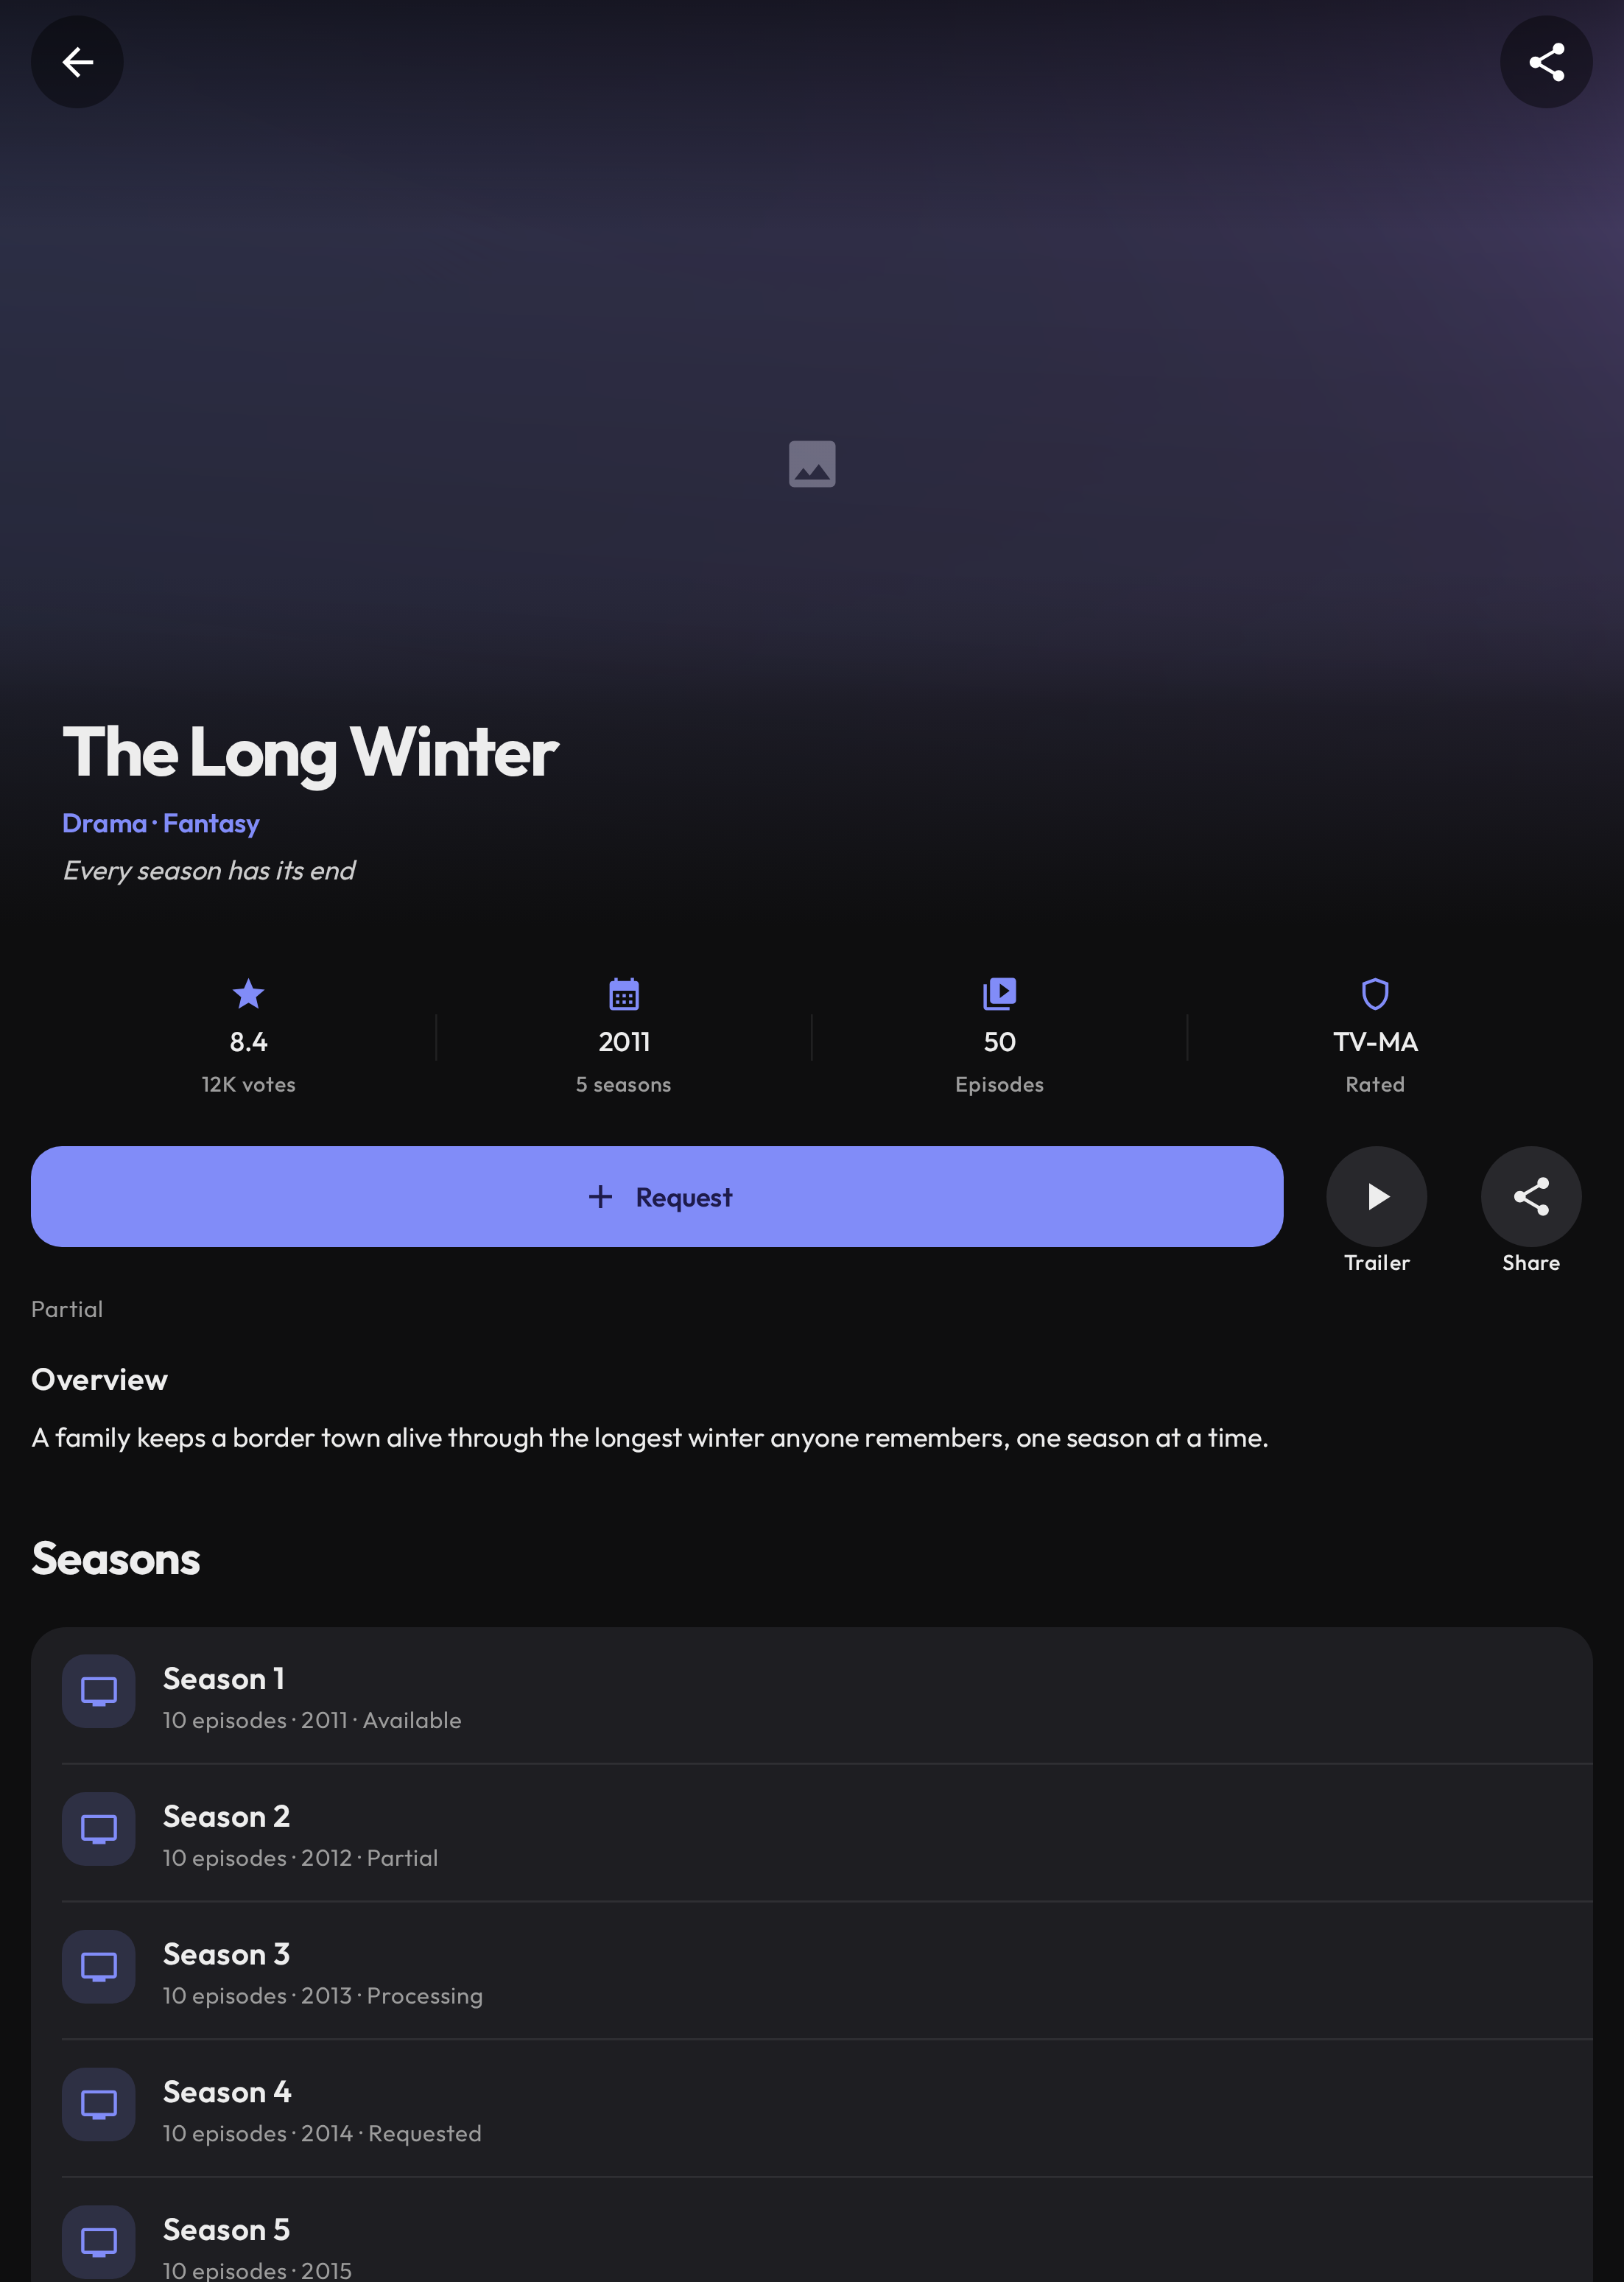 The Long Winter
Drama · Fantasy
Every season has its end
8.4
12K votes
2011
5 seasons
50
Episodes
TV-MA
Rated
Request
Trailer
Share
Partial
Overview
A family keeps a border town alive through the longest winter anyone remembers, one season at a time.
Seasons
Season 1
10 episodes · 2011 · Available
Season 2
10 episodes · 2012 · Partial
Season 3
10 episodes · 2013 · Processing
Season 4
10 episodes · 2014 · Requested
Season 5
10 episodes · 2015